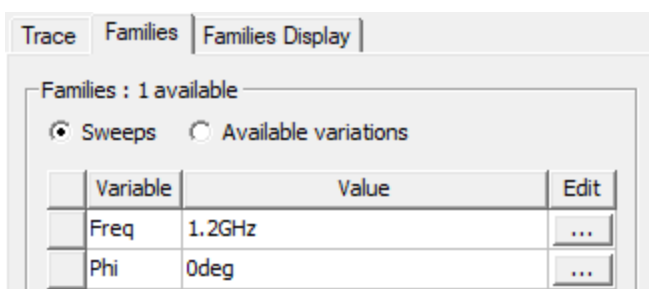 Trace Families Families Display
Families : 1 available
Sweeps Available variations
Variable Value Edit
Freq 1.2GHz ...
Phi 0deg ...